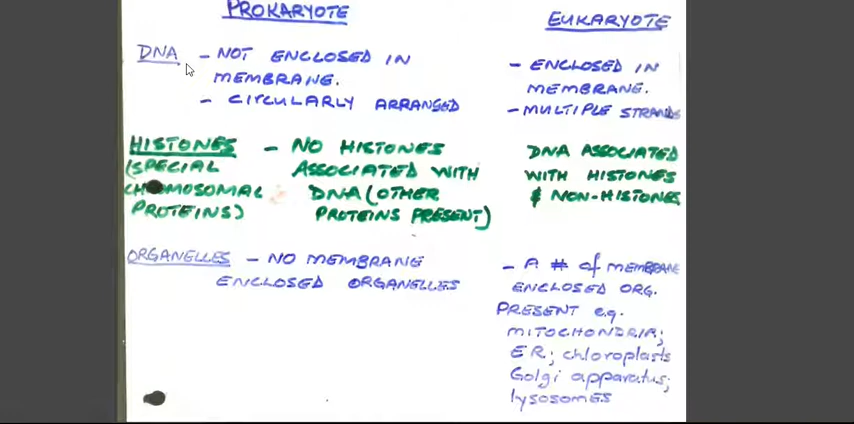 PROKARYOTE
EUKARYOTE
DNA - NOT ENCLOSED IN
MEMBRANE.
- CIRCULARLY ARRANGED
- ENCLOSED IN
MEMBRANE.
- MULTIPLE STRANDS
HISTONES - NO HISTONES
(SPECIAL ASSOCIATED WITH
CHROMOSOMAL DNA (OTHER
PROTEINS) PROTEINS PRESENT)
DNA ASSOCIATED
WITH HISTONES
& NON-HISTONES
ORGANELLES - NO MEMBRANE
ENCLOSED ORGANELLES
- A # of MEMBRANE
ENCLOSED ORG.
PRESENT e.g.
MITOCHONDRIA;
ER; chloroplasts
Golgi apparatus;
lysosomes